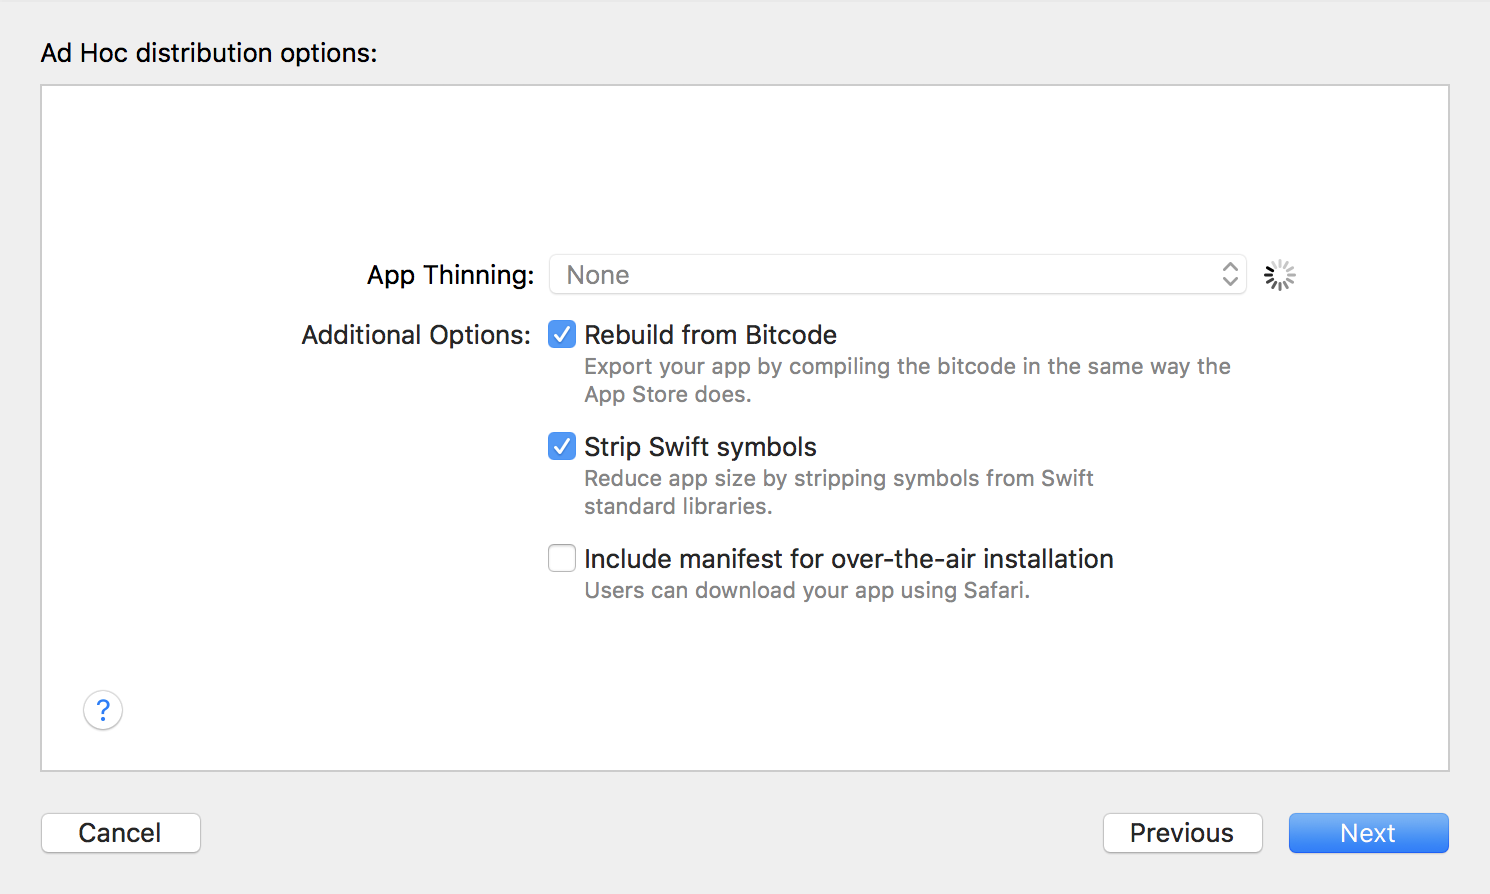 Ad Hoc distribution options:
App Thinning: None
Additional Options: Rebuild from Bitcode
Export your app by compiling the bitcode in the same way the
App Store does.
Strip Swift symbols
Reduce app size by stripping symbols from Swift
standard libraries.
Include manifest for over-the-air installation
Users can download your app using Safari.
?
Cancel Previous Next